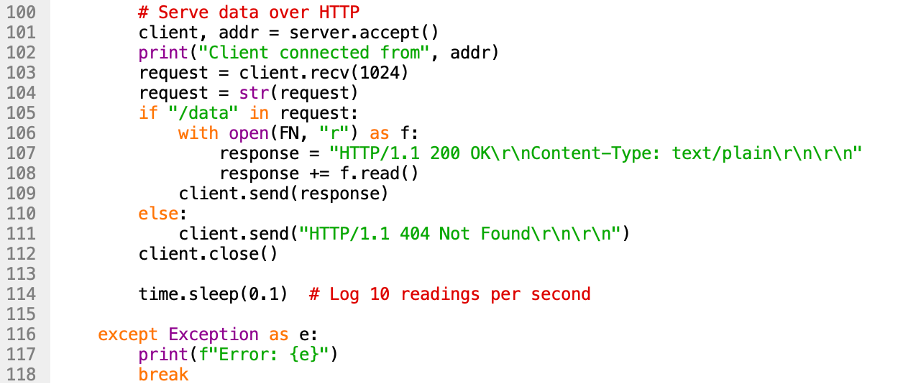 100         # Serve data over HTTP
101         client, addr = server.accept()
102         print("Client connected from", addr)
103         request = client.recv(1024)
104         request = str(request)
105         if "/data" in request:
106             with open(FN, "r") as f:
107                 response = "HTTP/1.1 200 OK\r\nContent-Type: text/plain\r\n\r\n"
108                 response += f.read()
109             client.send(response)
110         else:
111             client.send("HTTP/1.1 404 Not Found\r\n\r\n")
112         client.close()
113
114         time.sleep(0.1)  # Log 10 readings per second
115
116     except Exception as e:
117         print(f"Error: {e}")
118         break